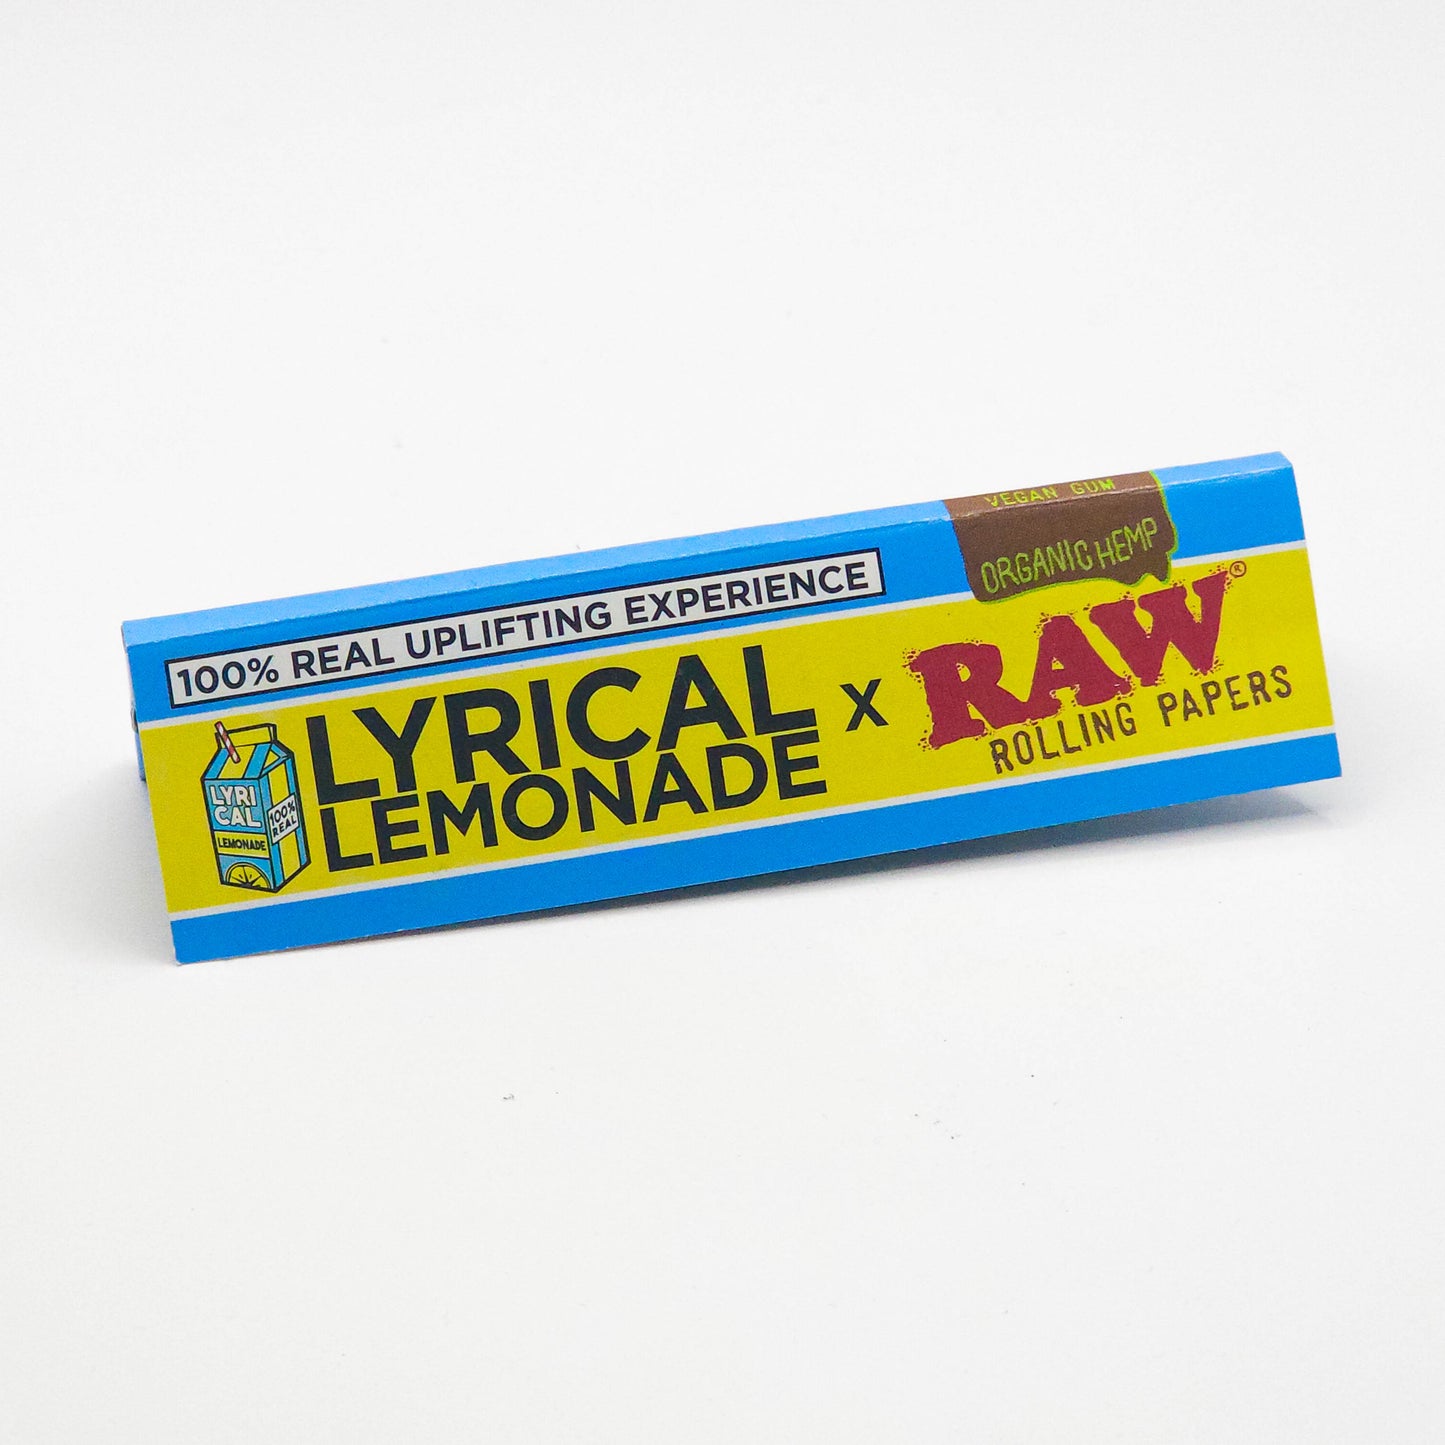 VEGAN GUM
ORGANIC HEMP
100% REAL UPLIFTING EXPERIENCE
LYRICAL
LEMONADE
x
RAW®
ROLLING PAPERS
LYRI
CAL
LEMONADE
100%
REAL